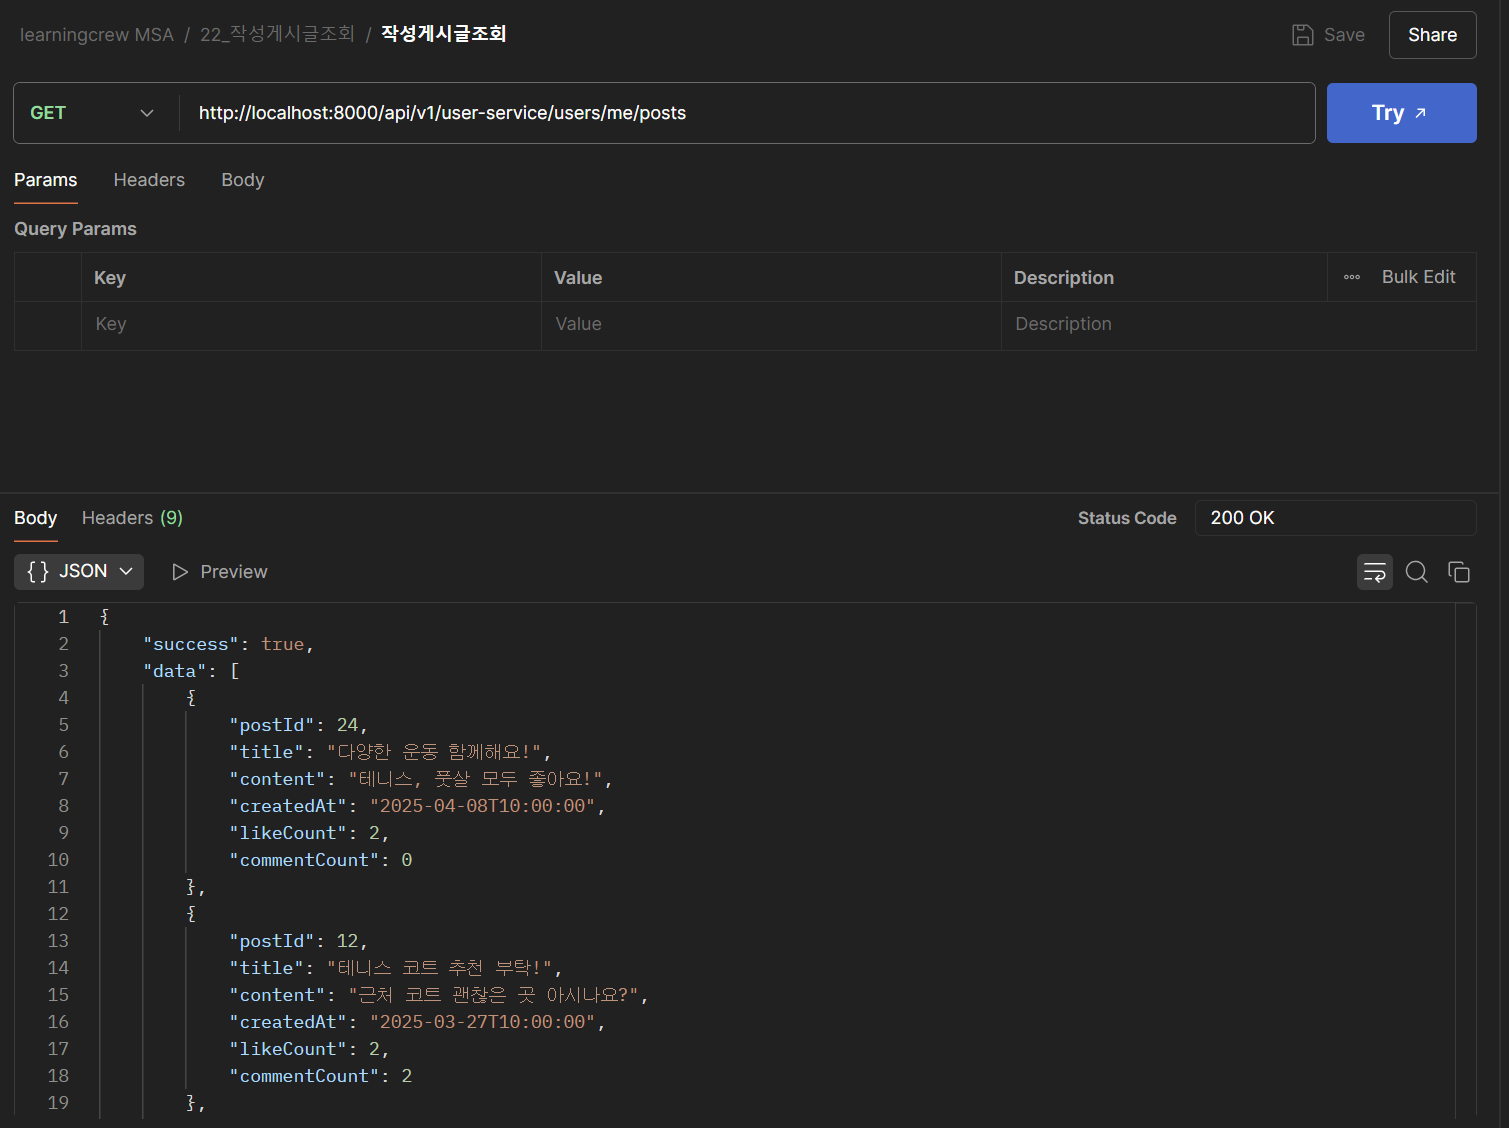 learningcrew MSA / 22_작성게시글조회 / 작성게시글조회 Save Share
GET http://localhost:8000/api/v1/user-service/users/me/posts Try
Params Headers Body
Query Params
Key Value Description Bulk Edit
Key Value Description
Body Headers (9) Status Code 200 OK
{} JSON Preview
1 {
2 "success": true,
3 "data": [
4 {
5 "postId": 24,
6 "title": "다양한 운동 함께해요!",
7 "content": "테니스, 풋살 모두 좋아요!",
8 "createdAt": "2025-04-08T10:00:00",
9 "likeCount": 2,
10 "commentCount": 0
11 },
12 {
13 "postId": 12,
14 "title": "테니스 코트 추천 부탁!",
15 "content": "근처 코트 괜찮은 곳 아시나요?",
16 "createdAt": "2025-03-27T10:00:00",
17 "likeCount": 2,
18 "commentCount": 2
19 },